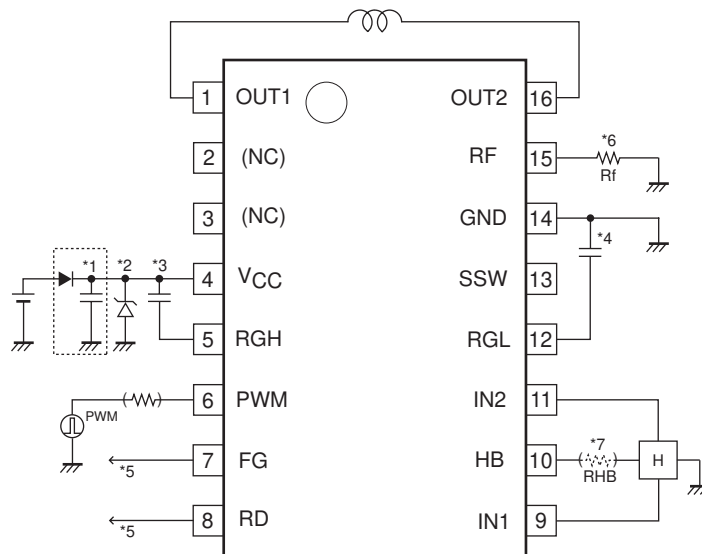 1 OUT1 OUT2 16
2 (NC) RF 15 *6 Rf
3 (NC) GND 14
*1 *2 *3 4 VCC SSW 13 *4
5 RGH RGL 12
PWM 6 PWM IN2 11
*5 7 FG HB 10 *7 RHB H
*5 8 RD IN1 9